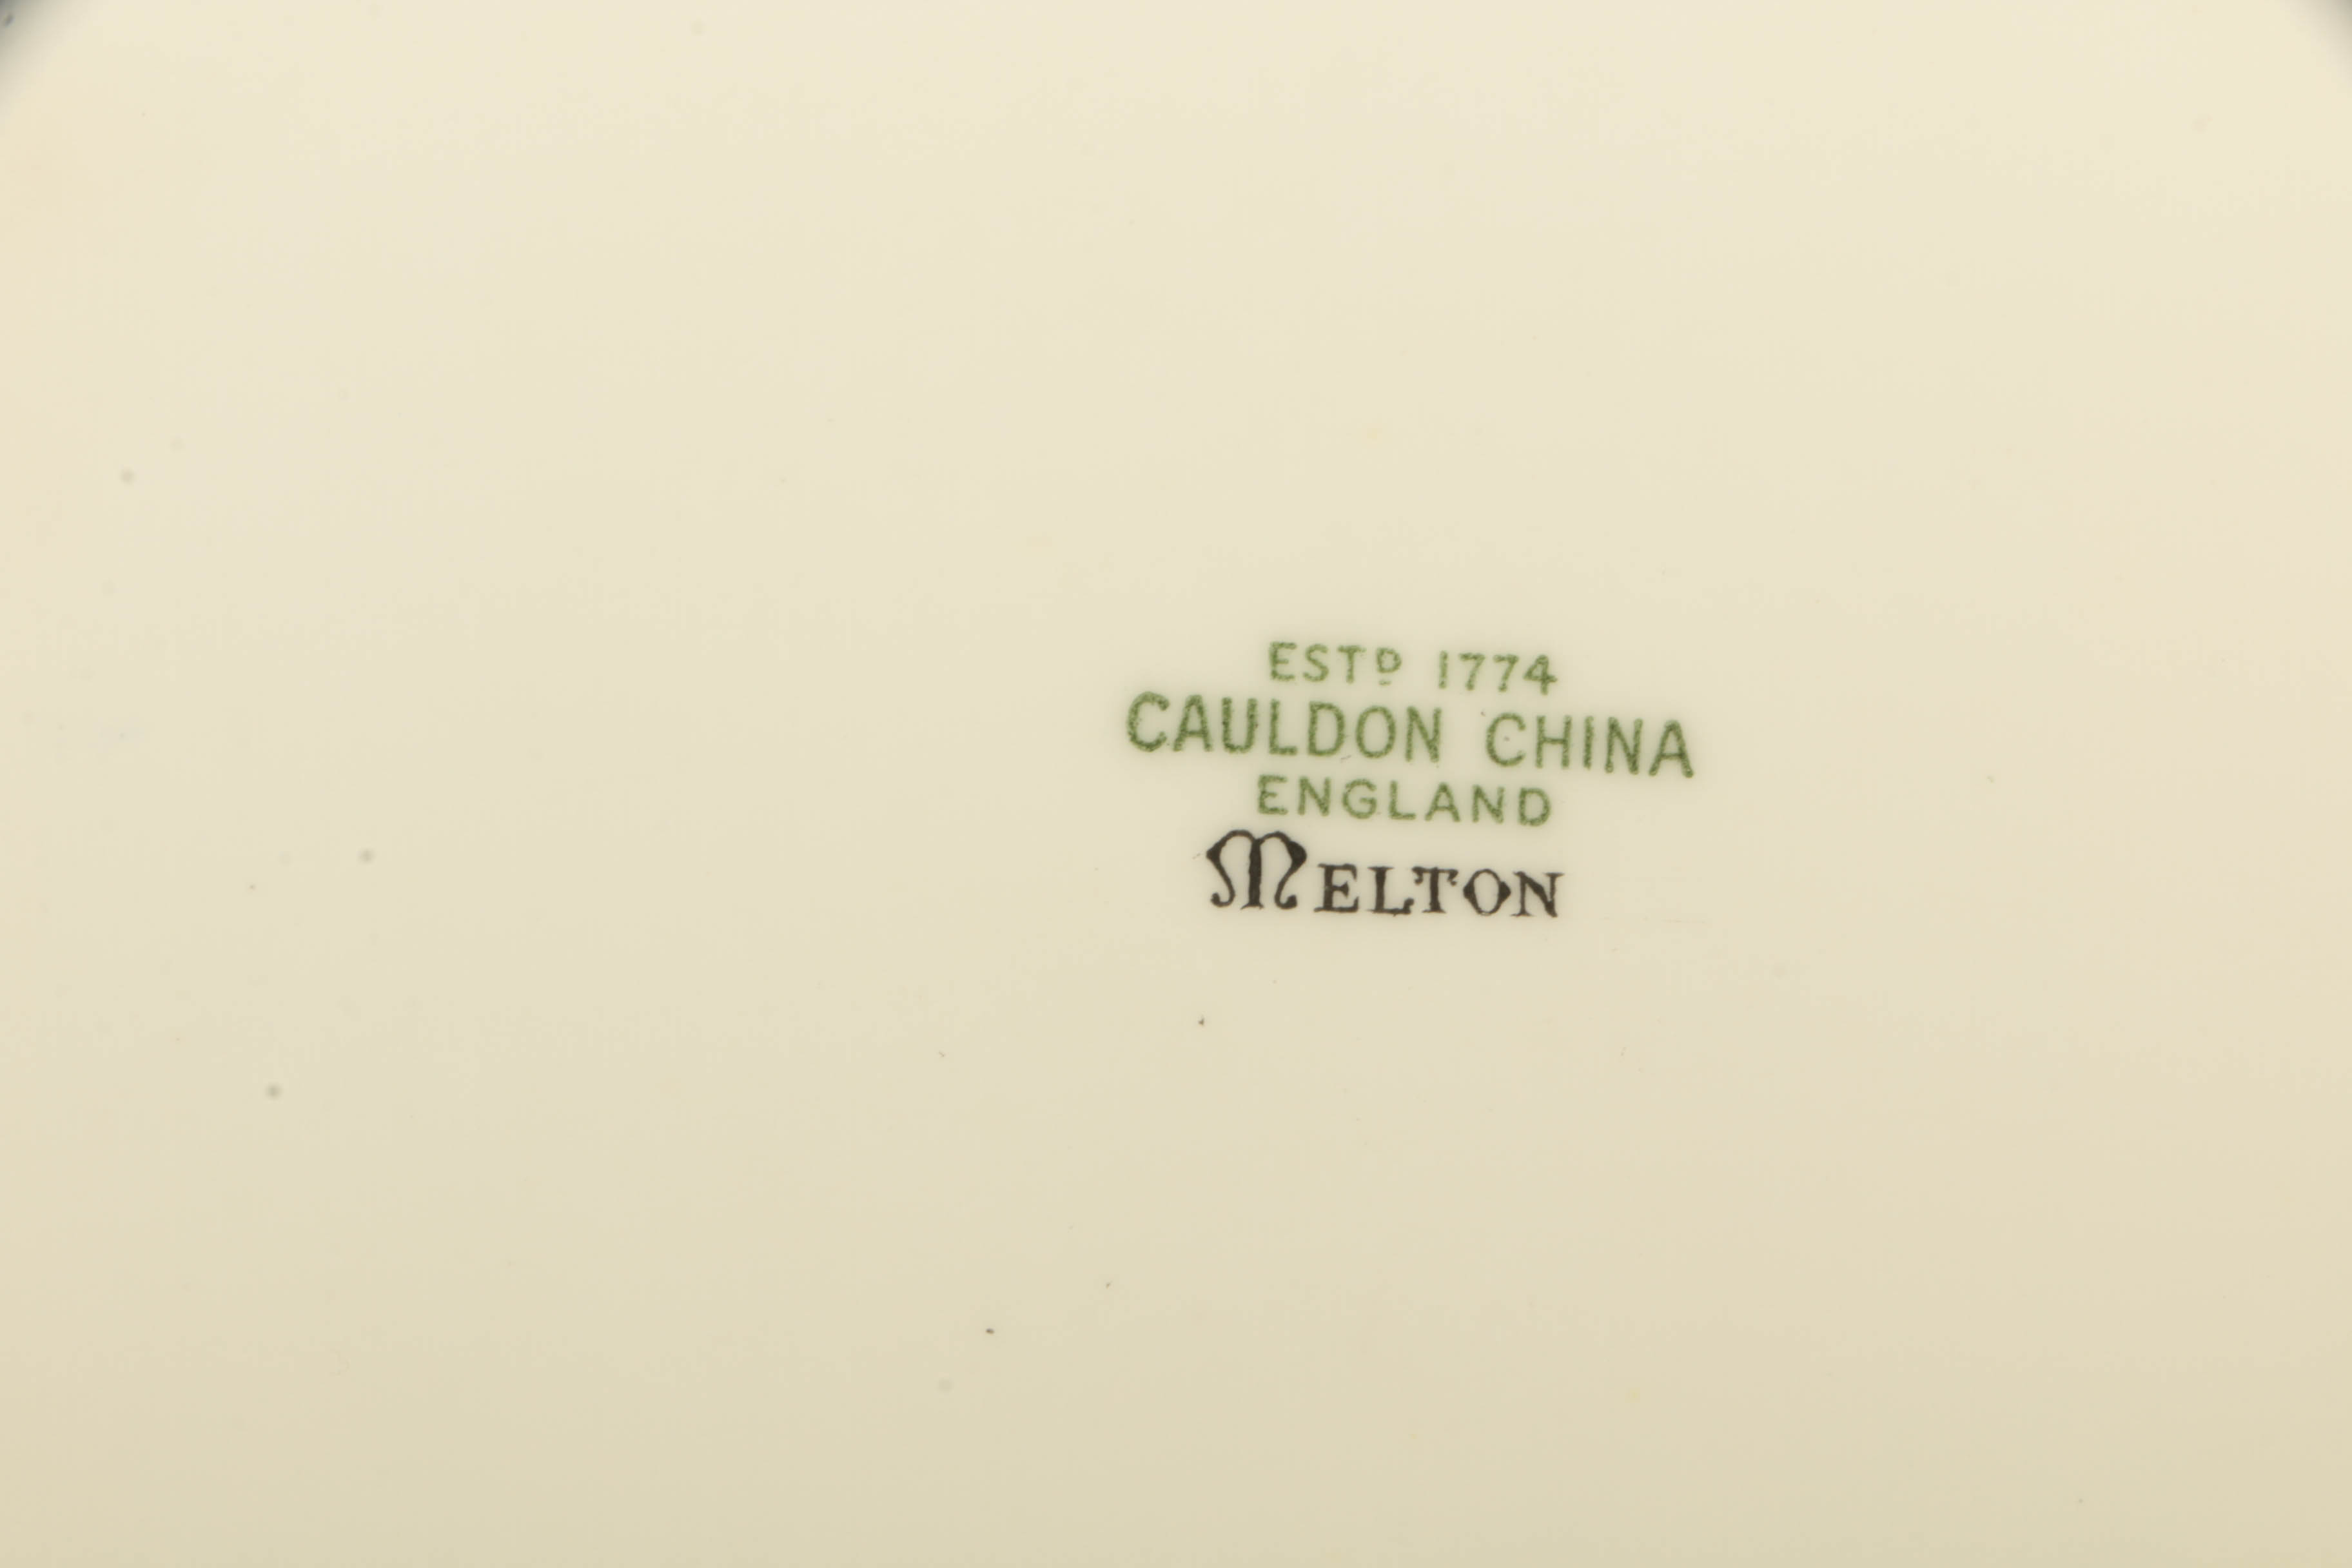 ESTD 1774
CAULDON CHINA
ENGLAND
MELTON